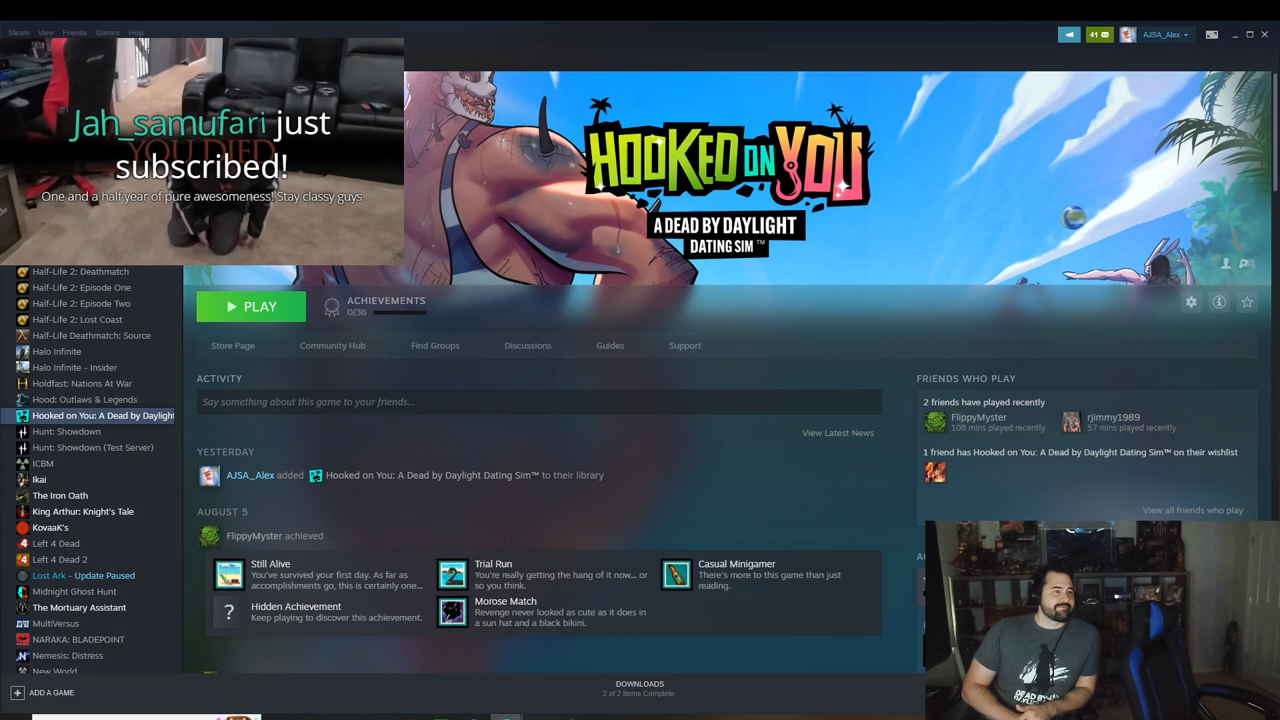 Steam View Friends Games Help
41
AJSA_Alex
Jah_samufari just
subscribed!
YOU DIED
One and a half year of pure awesomeness! Stay classy guys
HOOKED ON YOU
A DEAD BY DAYLIGHT
DATING SIM™
Half-Life 2: Deathmatch
Half-Life 2: Episode One
Half-Life 2: Episode Two
Half-Life 2: Lost Coast
Half-Life Deathmatch: Source
Halo Infinite
Halo Infinite - Insider
Holdfast: Nations At War
Hood: Outlaws & Legends
Hooked on You: A Dead by Daylight
Hunt: Showdown
Hunt: Showdown (Test Server)
ICBM
Ikai
The Iron Oath
King Arthur: Knight's Tale
KovaaK's
Left 4 Dead
Left 4 Dead 2
Lost Ark - Update Paused
Midnight Ghost Hunt
The Mortuary Assistant
MultiVersus
NARAKA: BLADEPOINT
Nemesis: Distress
New World
ADD A GAME
PLAY
ACHIEVEMENTS
0/36
Store Page Community Hub Find Groups Discussions Guides Support
ACTIVITY
Say something about this game to your friends...
View Latest News
YESTERDAY
AJSA_Alex added Hooked on You: A Dead by Daylight Dating Sim™ to their library
AUGUST 5
FlippyMyster achieved
Still Alive
You've survived your first day. As far as
accomplishments go, this is certainly one...
Trial Run
You're really getting the hang of it now... or
so you think.
Casual Minigamer
There's more to this game than just
reading.
?
Hidden Achievement
Keep playing to discover this achievement.
Morose Match
Revenge never looked as cute as it does in
a sun hat and a black bikini.
FRIENDS WHO PLAY
2 friends have played recently
FlippyMyster
108 mins played recently
rjimmy1989
57 mins played recently
1 friend has Hooked on You: A Dead by Daylight Dating Sim™ on their wishlist
View all friends who play
DOWNLOADS
2 of 2 Items Complete
DEAD BY
DAYLIGHT